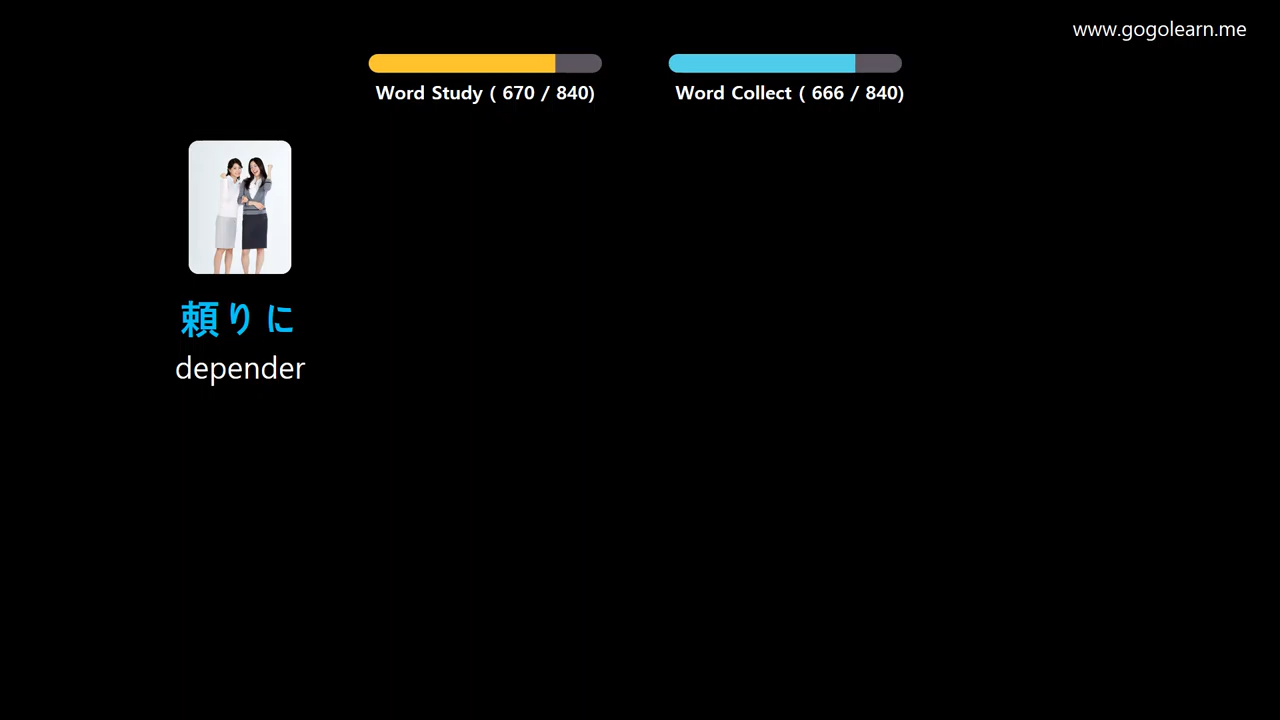 www.gogolearn.me
Word Study ( 670 / 840)
Word Collect ( 666 / 840)
頼りに
depender